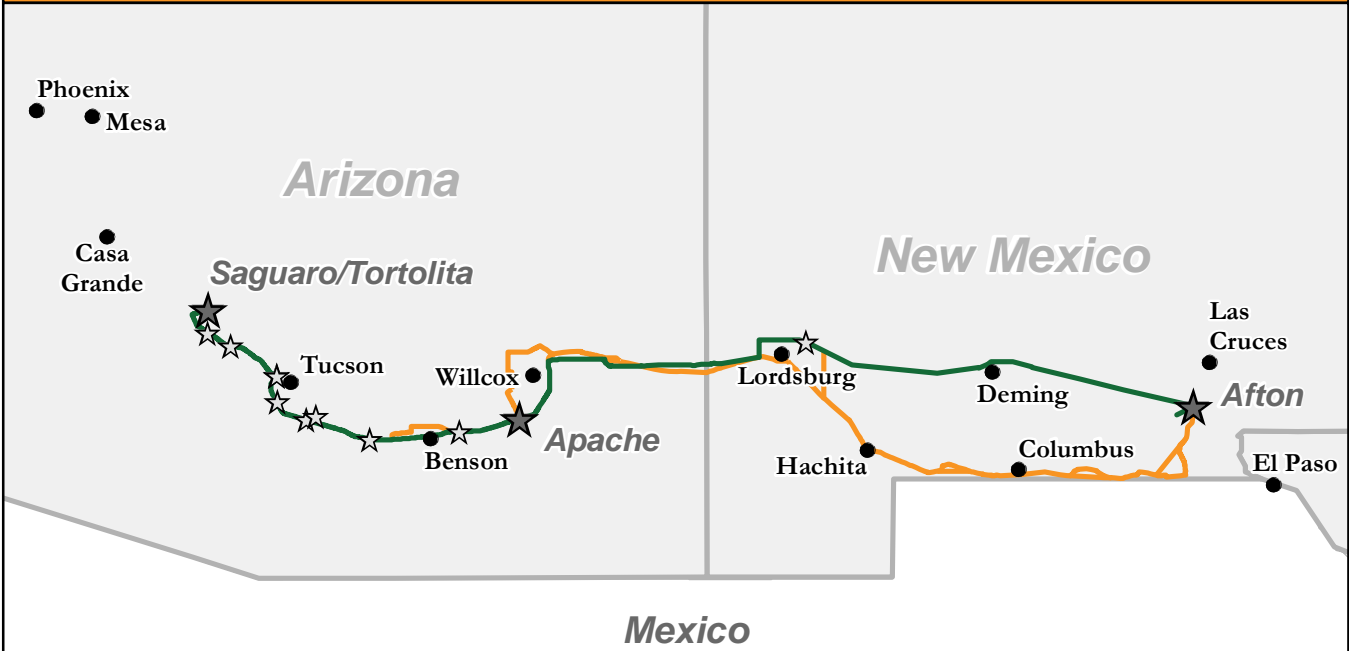 Phoenix
Mesa
Arizona
Casa
Grande
Saguaro/Tortolita
New Mexico
Las
Cruces
Tucson
Willcox
Lordsburg
Deming
Afton
Apache
Benson
Hachita
Columbus
El Paso
Mexico